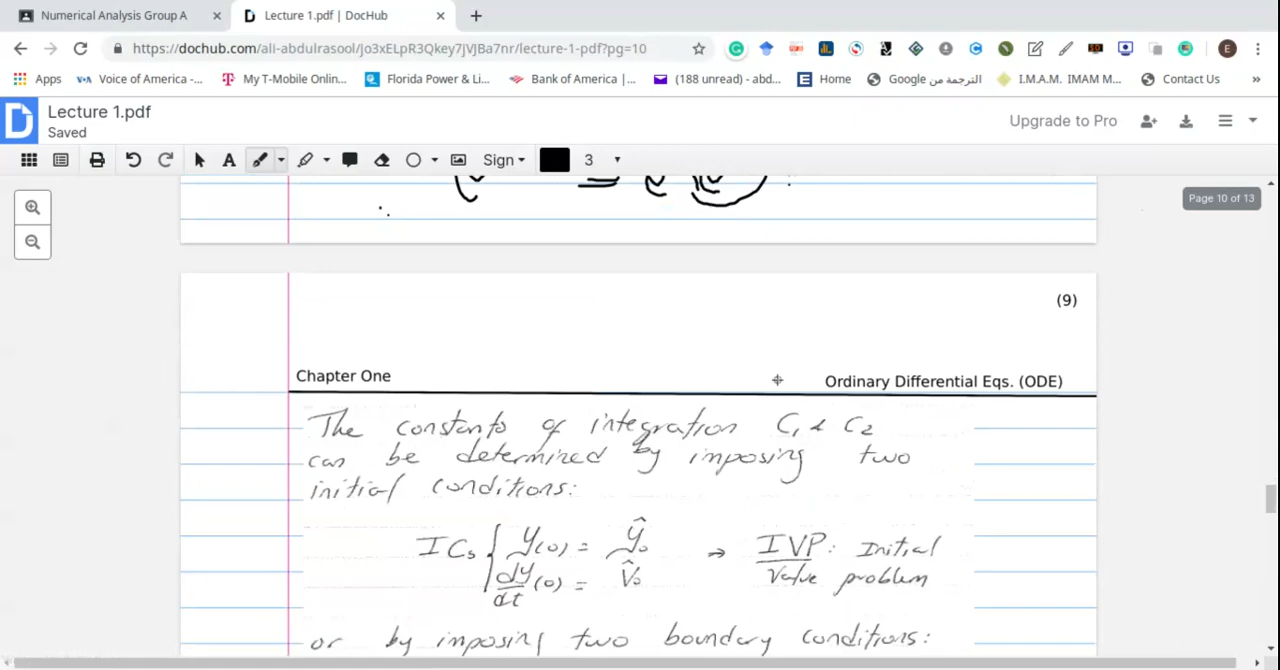 Numerical Analysis Group A
Lecture 1.pdf | DocHub
https://dochub.com/ali-abdulrasool/jo3xELpR3Qkey7jVJBa7nr/lecture-1-pdf?pg=10
E
Apps
VOA Voice of America -...
My T-Mobile Onlin...
Florida Power & Li...
Bank of America |...
(188 unread) - abd...
Home
الترجمة من Google
I.M.A.M. IMAM M...
Contact Us
»
Lecture 1.pdf
Saved
Upgrade to Pro
A
Sign
3
Page 10 of 13
(9)
Chapter One
Ordinary Differential Eqs. (ODE)
The constants of integration C₁ & C₂
can be determined by imposing two
initial conditions:
ICs { y(0) = ŷ₀ → IVP: Initial
dy/dt (0) = V̂₀ Value problem
or by imposing two boundary conditions: